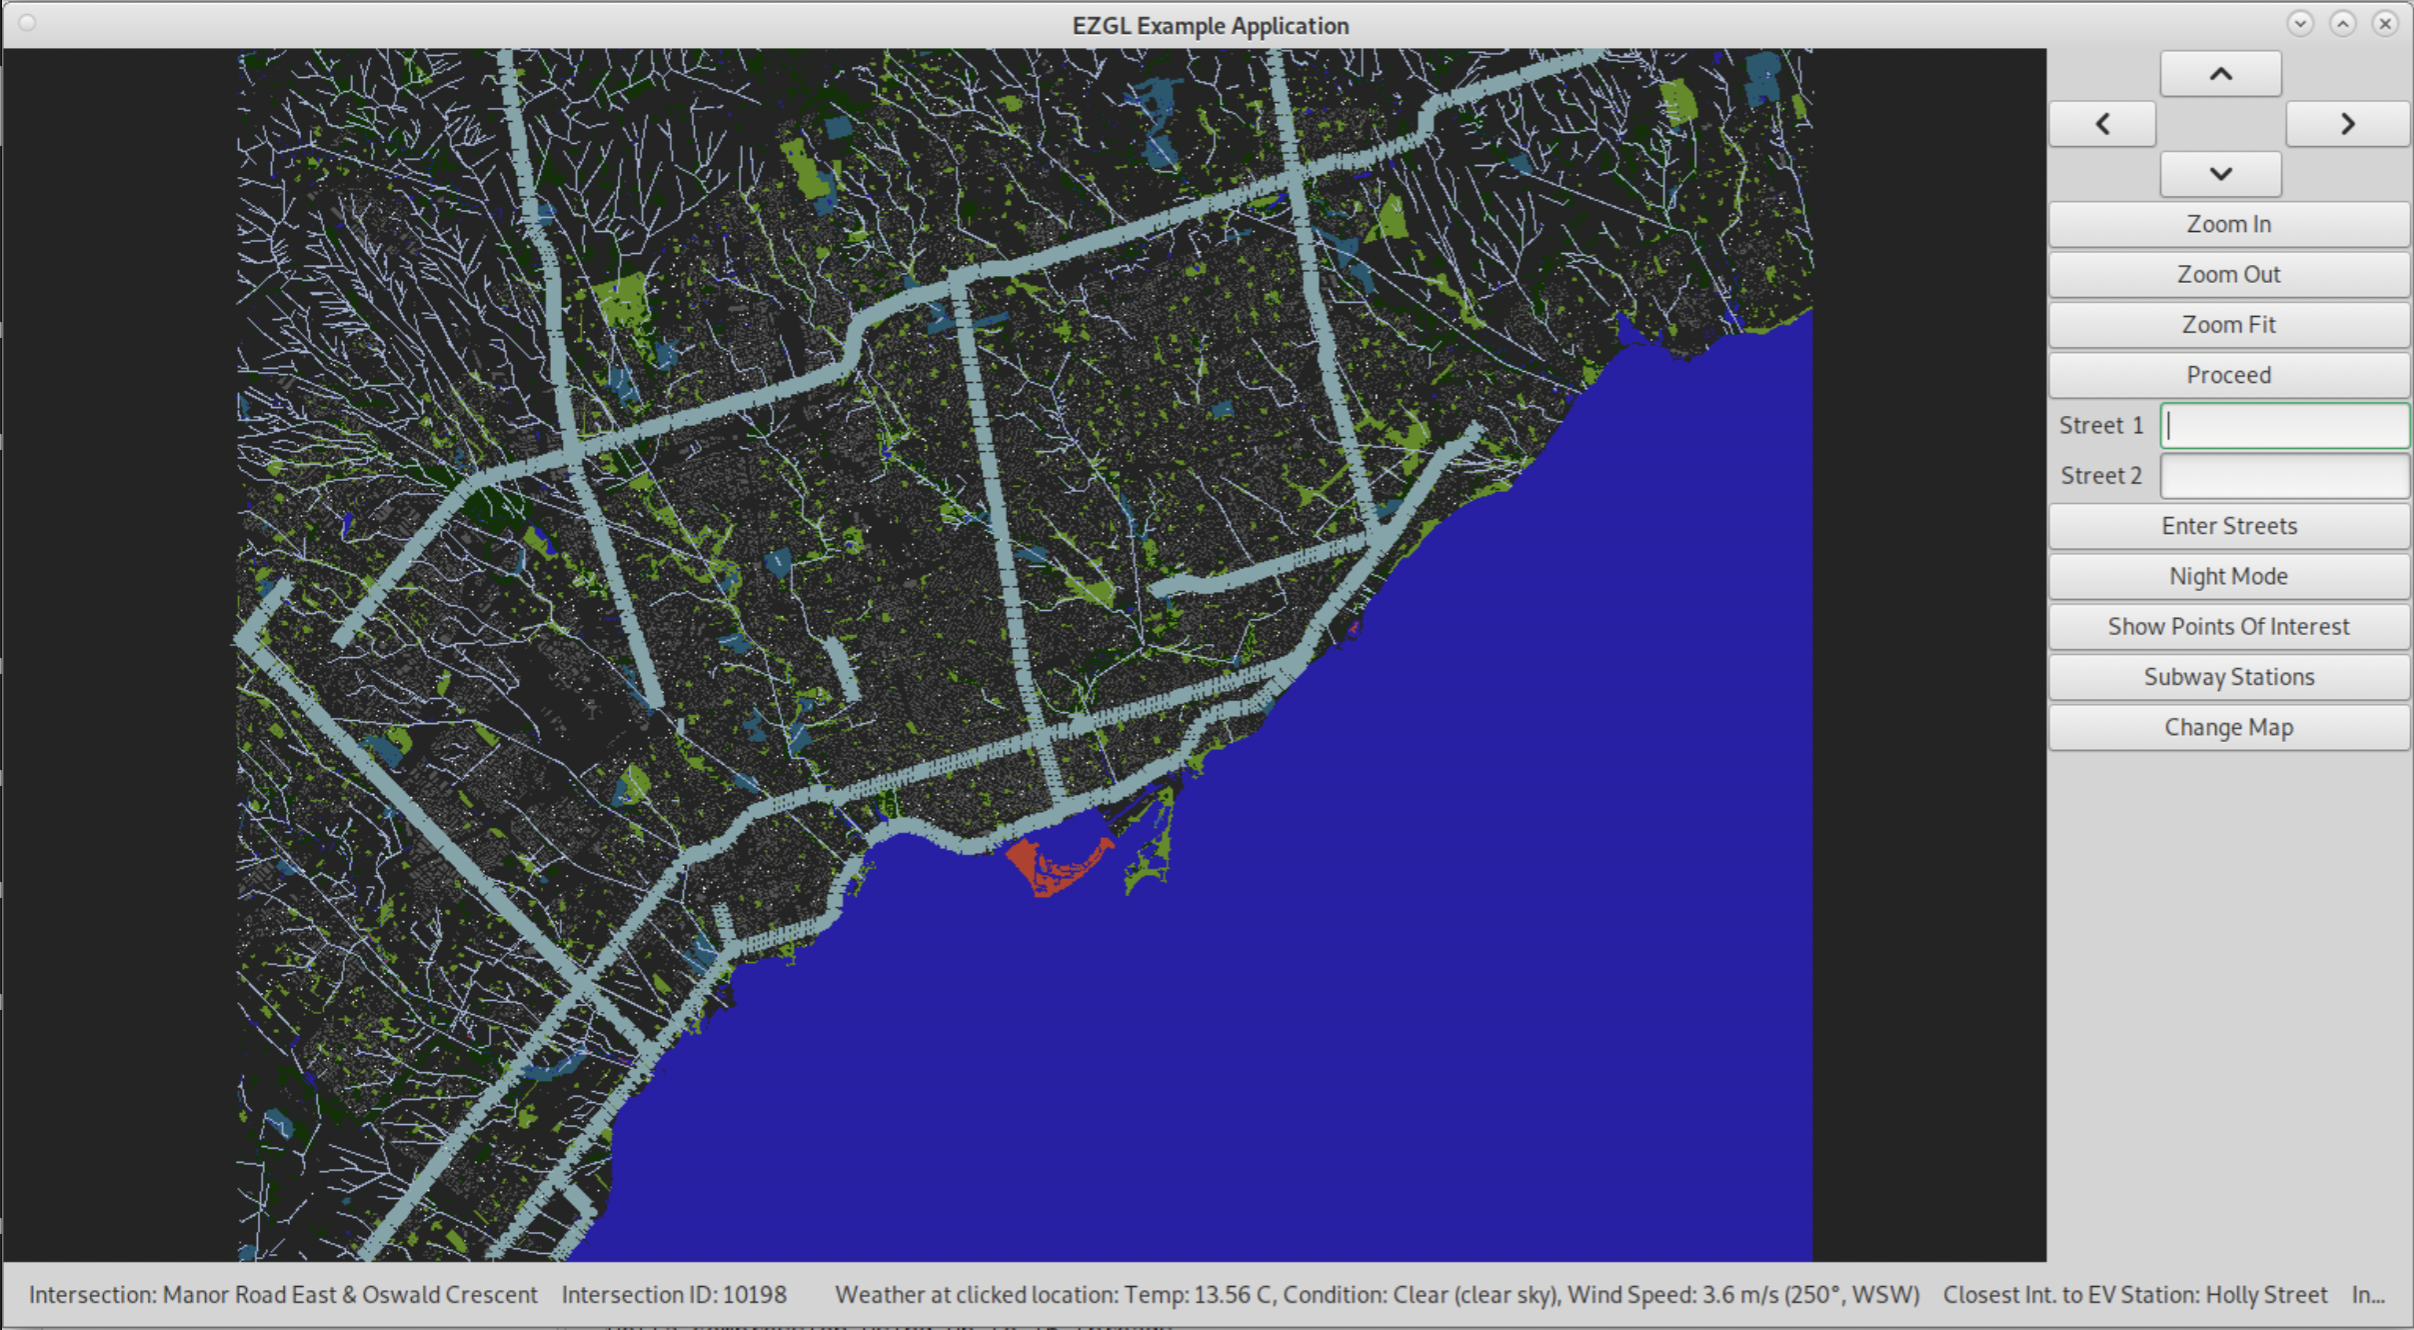 EZGL Example Application
Zoom In
Zoom Out
Zoom Fit
Proceed
Street 1
Street 2
Enter Streets
Night Mode
Show Points Of Interest
Subway Stations
Change Map
Intersection: Manor Road East & Oswald Crescent Intersection ID: 10198 Weather at clicked location: Temp: 13.56 C, Condition: Clear (clear sky), Wind Speed: 3.6 m/s (250°, WSW) Closest Int. to EV Station: Holly Street In...